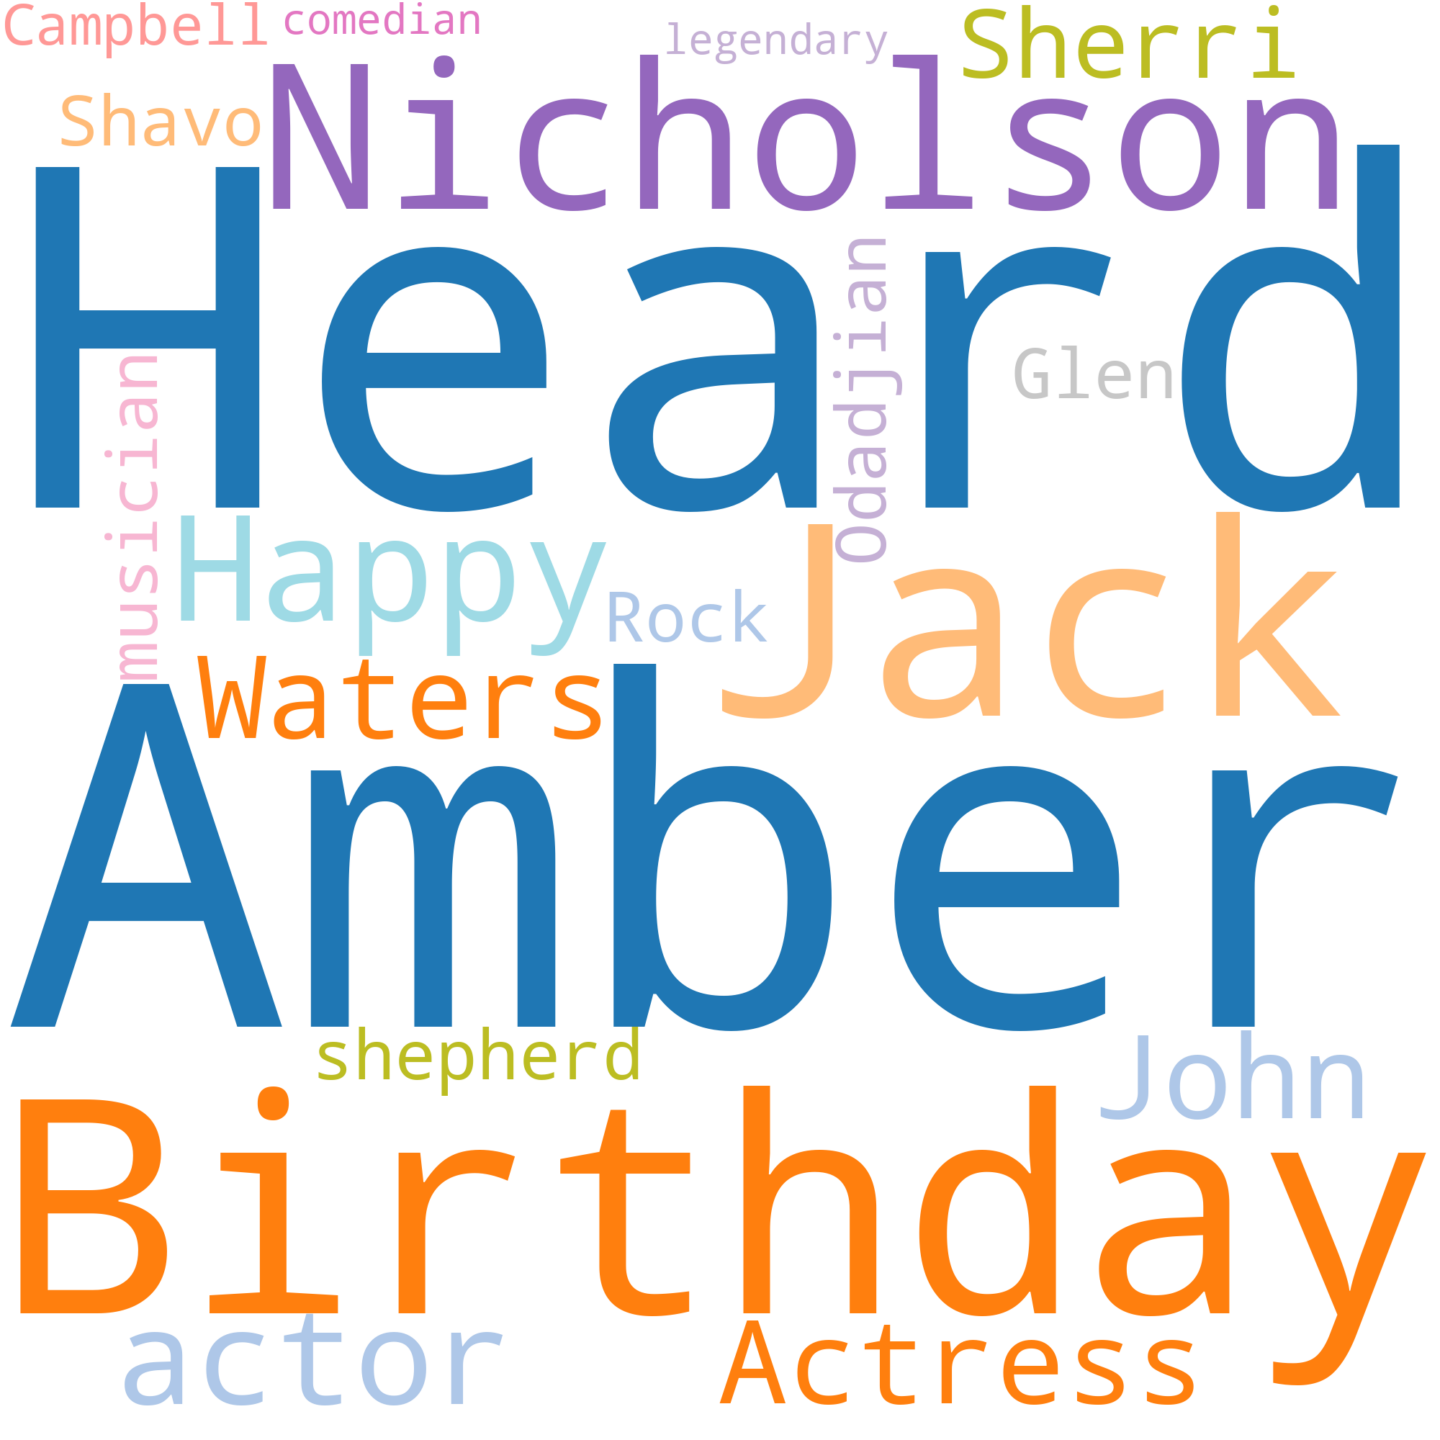 Campbell comedian legendary Sherri
Shavo Nicholson
Heard
Odadjian
Glen
musician
Happy Rock Jack
Waters
Amber
shepherd John
Birthday
actor Actress